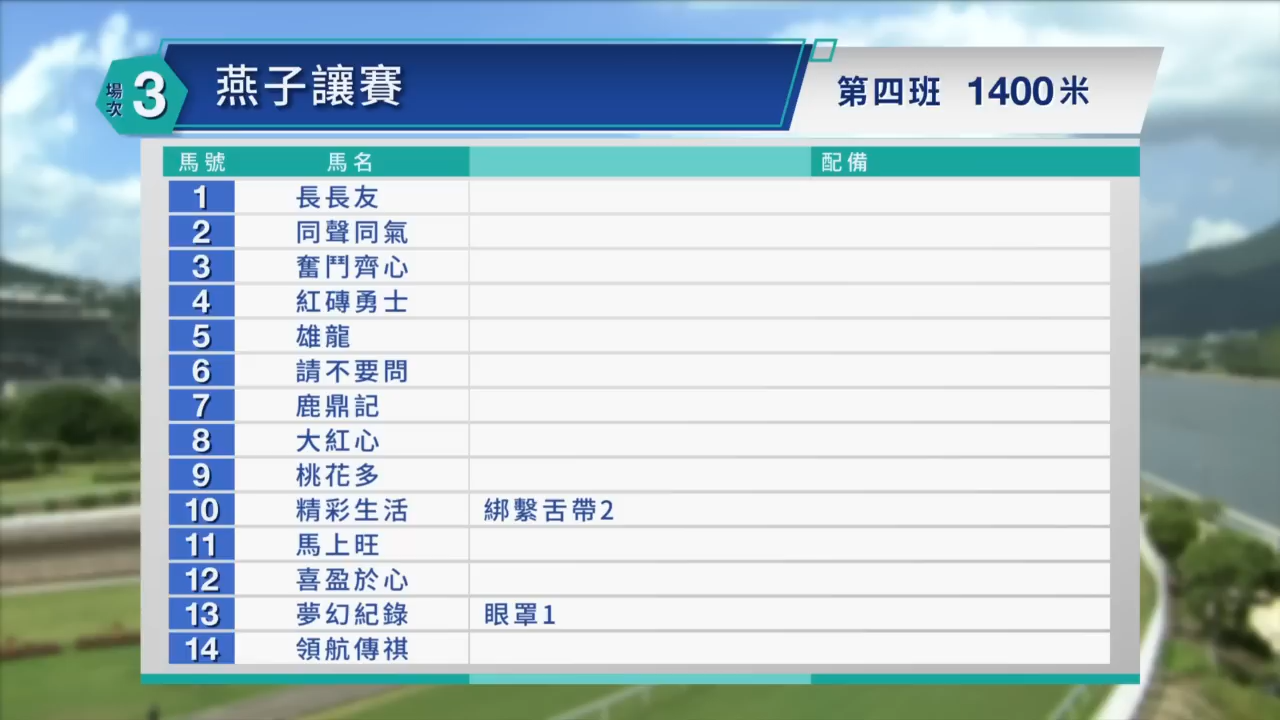 場次 3 燕子讓賽 第四班 1400米
馬號 馬名 配備
1 長長友
2 同聲同氣
3 奮鬥齊心
4 紅磚勇士
5 雄龍
6 請不要問
7 鹿鼎記
8 大紅心
9 桃花多
10 精彩生活 綁繫舌帶2
11 馬上旺
12 喜盈於心
13 夢幻紀錄 眼罩1
14 領航傳祺